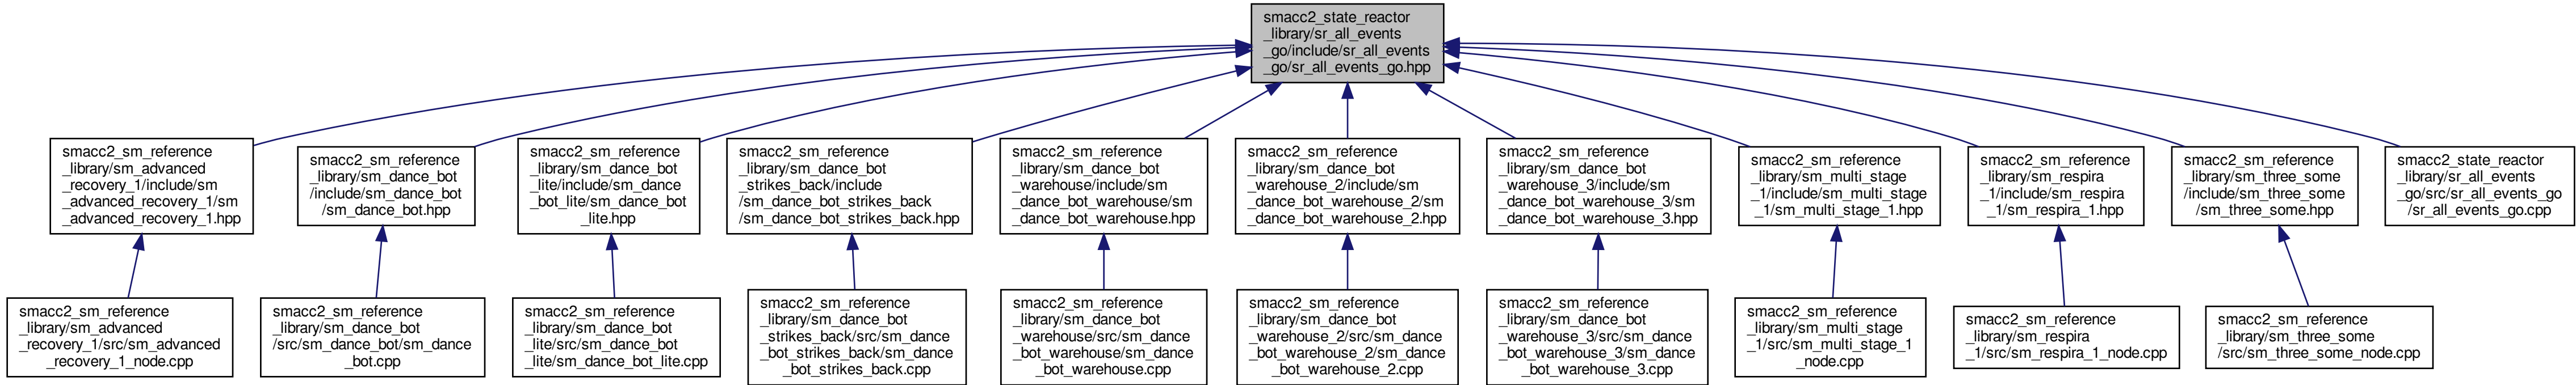 smacc2_state_reactor
_library/sr_all_events
_go/include/sr_all_events
_go/sr_all_events_go.hpp
smacc2_sm_reference
_library/sm_advanced
_recovery_1/include/sm
_advanced_recovery_1/sm
_advanced_recovery_1.hpp
smacc2_sm_reference
_library/sm_dance_bot
/include/sm_dance_bot
/sm_dance_bot.hpp
smacc2_sm_reference
_library/sm_dance_bot
_lite/include/sm_dance
_bot_lite/sm_dance_bot
_lite.hpp
smacc2_sm_reference
_library/sm_dance_bot
_strikes_back/include
/sm_dance_bot_strikes_back
/sm_dance_bot_strikes_back.hpp
smacc2_sm_reference
_library/sm_dance_bot
_warehouse/include/sm
_dance_bot_warehouse/sm
_dance_bot_warehouse.hpp
smacc2_sm_reference
_library/sm_dance_bot
_warehouse_2/include/sm
_dance_bot_warehouse_2/sm
_dance_bot_warehouse_2.hpp
smacc2_sm_reference
_library/sm_dance_bot
_warehouse_3/include/sm
_dance_bot_warehouse_3/sm
_dance_bot_warehouse_3.hpp
smacc2_sm_reference
_library/sm_multi_stage
_1/include/sm_multi_stage
_1/sm_multi_stage_1.hpp
smacc2_sm_reference
_library/sm_respira
_1/include/sm_respira
_1/sm_respira_1.hpp
smacc2_sm_reference
_library/sm_three_some
/include/sm_three_some
/sm_three_some.hpp
smacc2_state_reactor
_library/sr_all_events
_go/src/sr_all_events_go
/sr_all_events_go.cpp
smacc2_sm_reference
_library/sm_advanced
_recovery_1/src/sm_advanced
_recovery_1_node.cpp
smacc2_sm_reference
_library/sm_dance_bot
/src/sm_dance_bot/sm_dance
_bot.cpp
smacc2_sm_reference
_library/sm_dance_bot
_lite/src/sm_dance_bot
_lite/sm_dance_bot_lite.cpp
smacc2_sm_reference
_library/sm_dance_bot
_strikes_back/src/sm_dance
_bot_strikes_back/sm_dance
_bot_strikes_back.cpp
smacc2_sm_reference
_library/sm_dance_bot
_warehouse/src/sm_dance
_bot_warehouse/sm_dance
_bot_warehouse.cpp
smacc2_sm_reference
_library/sm_dance_bot
_warehouse_2/src/sm_dance
_bot_warehouse_2/sm_dance
_bot_warehouse_2.cpp
smacc2_sm_reference
_library/sm_dance_bot
_warehouse_3/src/sm_dance
_bot_warehouse_3/sm_dance
_bot_warehouse_3.cpp
smacc2_sm_reference
_library/sm_multi_stage
_1/src/sm_multi_stage_1
_node.cpp
smacc2_sm_reference
_library/sm_respira
_1/src/sm_respira_1_node.cpp
smacc2_sm_reference
_library/sm_three_some
/src/sm_three_some_node.cpp